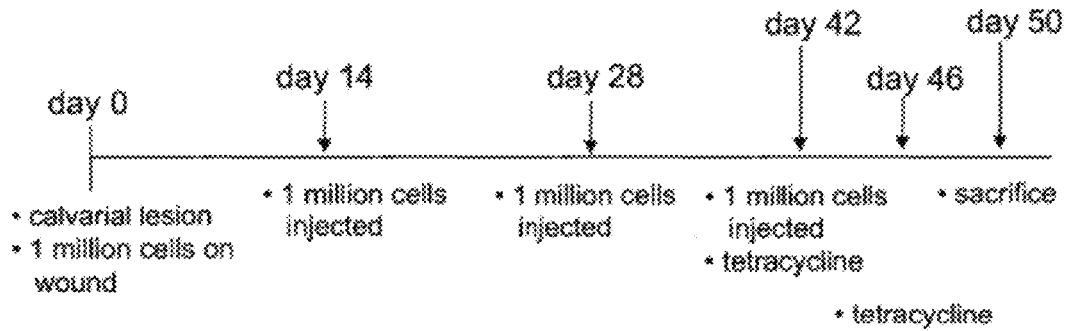 day 0
day 14
day 28
day 42
day 46
day 50
• calvarial lesion
• 1 million cells on
wound
• 1 million cells
injected
• 1 million cells
injected
• 1 million cells
injected
• tetracycline
• tetracycline
• sacrifice